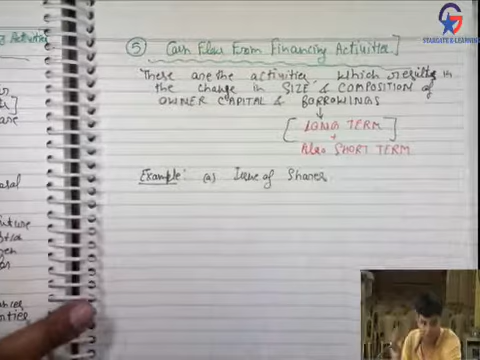 STARGATE E-LEARNING
⑤ Cash Flow From Financing Activities]
These are the activities which results in
the change in SIZE & COMPOSITION of
OWNER CAPITAL & BORROWINGS
[LONG TERM]
+
Also SHORT TERM
Example: (a) Issue of Shares